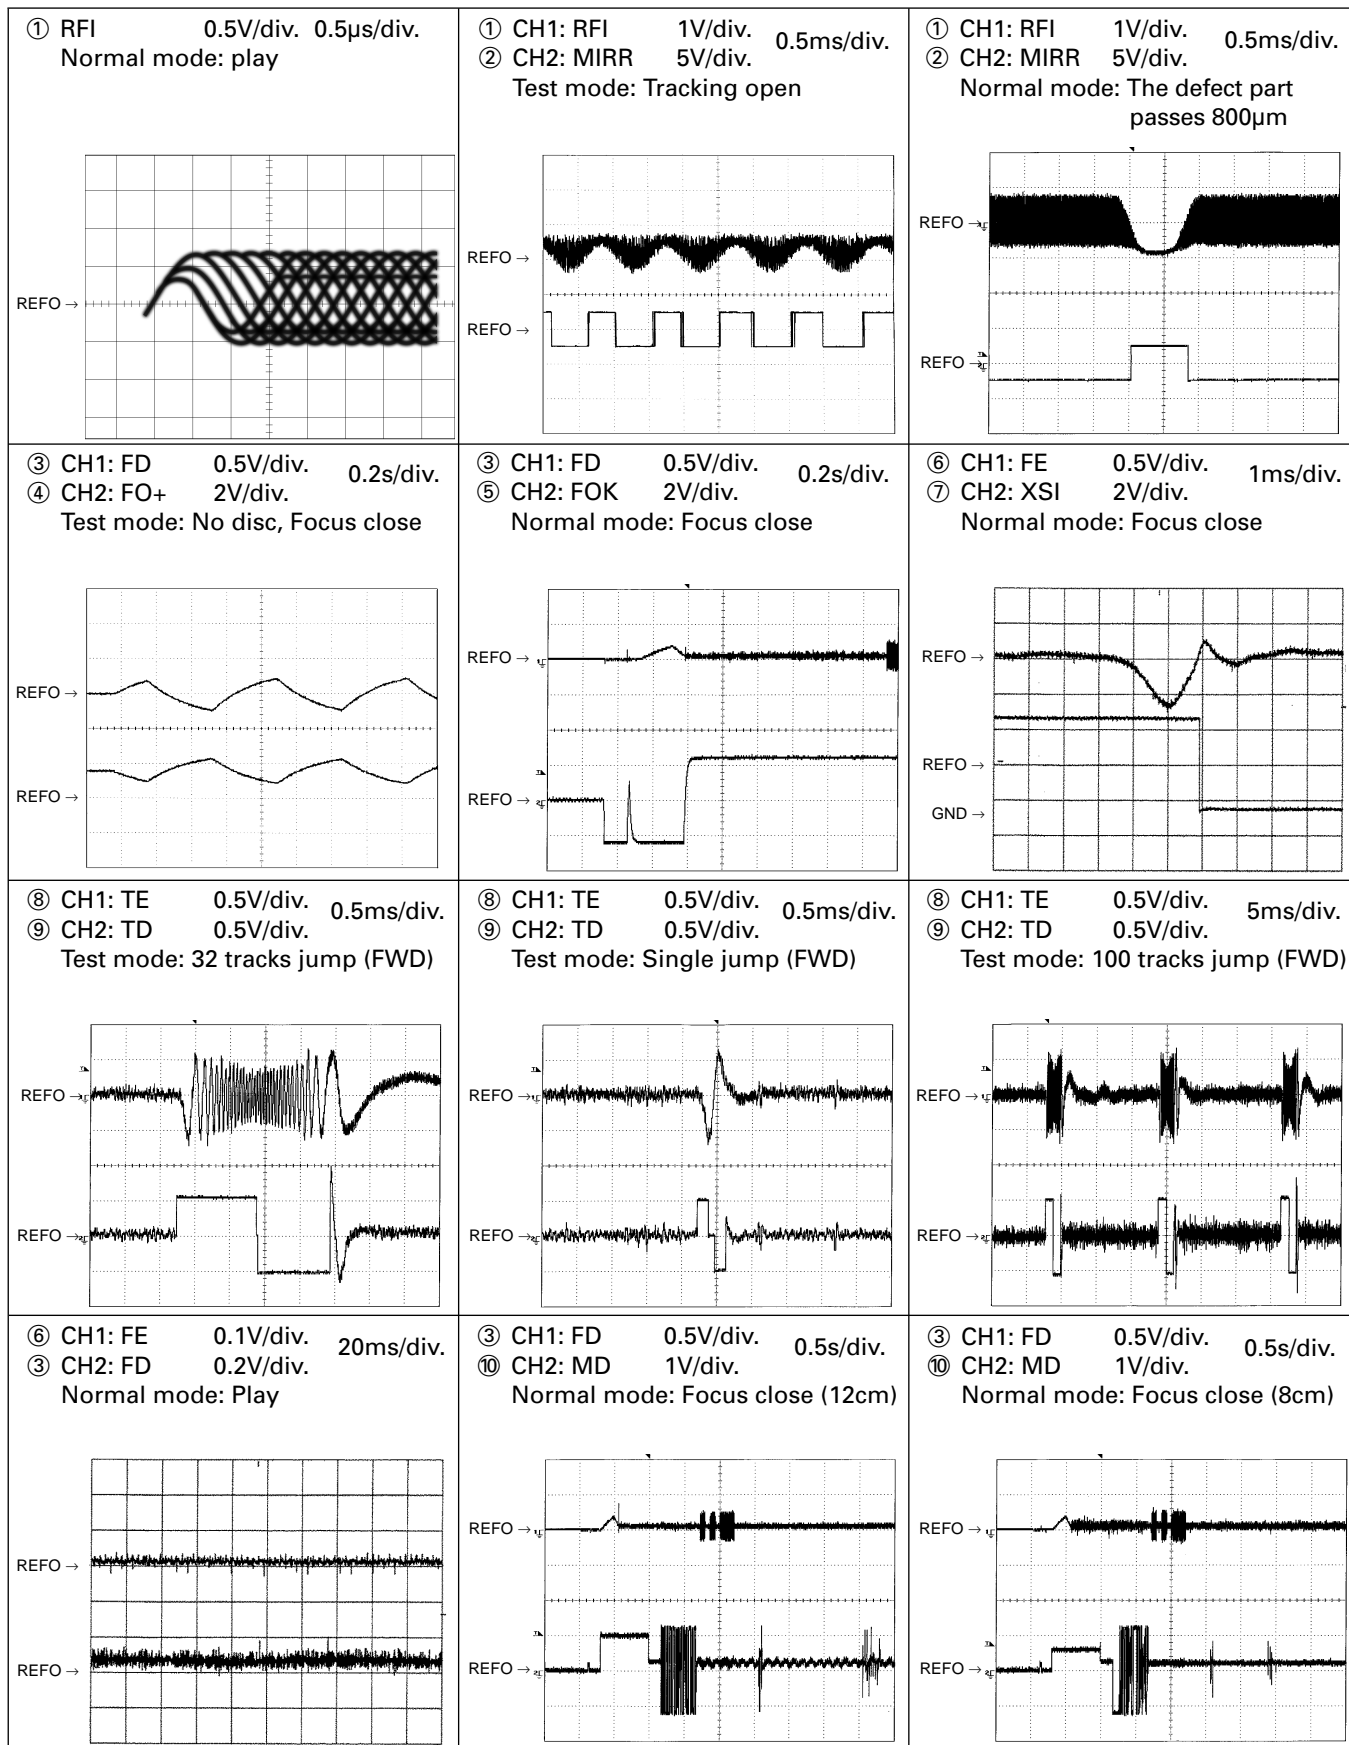 ① RFI 0.5V/div. 0.5µs/div.
Normal mode: play
REFO →
① CH1: RFI 1V/div. 0.5ms/div.
② CH2: MIRR 5V/div.
Test mode: Tracking open
REFO →
REFO →
① CH1: RFI 1V/div. 0.5ms/div.
② CH2: MIRR 5V/div.
Normal mode: The defect part
passes 800µm
REFO →
REFO →
③ CH1: FD 0.5V/div. 0.2s/div.
④ CH2: FO+ 2V/div.
Test mode: No disc, Focus close
REFO →
REFO →
③ CH1: FD 0.5V/div. 0.2s/div.
⑤ CH2: FOK 2V/div.
Normal mode: Focus close
REFO →
REFO →
⑥ CH1: FE 0.5V/div. 1ms/div.
⑦ CH2: XSI 2V/div.
Normal mode: Focus close
REFO →
REFO →
GND →
⑧ CH1: TE 0.5V/div. 0.5ms/div.
⑨ CH2: TD 0.5V/div.
Test mode: 32 tracks jump (FWD)
REFO →
REFO →
⑧ CH1: TE 0.5V/div. 0.5ms/div.
⑨ CH2: TD 0.5V/div.
Test mode: Single jump (FWD)
REFO →
REFO →
⑧ CH1: TE 0.5V/div. 5ms/div.
⑨ CH2: TD 0.5V/div.
Test mode: 100 tracks jump (FWD)
REFO →
REFO →
⑥ CH1: FE 0.1V/div. 20ms/div.
③ CH2: FD 0.2V/div.
Normal mode: Play
REFO →
REFO →
③ CH1: FD 0.5V/div. 0.5s/div.
⑩ CH2: MD 1V/div.
Normal mode: Focus close (12cm)
REFO →
REFO →
③ CH1: FD 0.5V/div. 0.5s/div.
⑩ CH2: MD 1V/div.
Normal mode: Focus close (8cm)
REFO →
REFO →